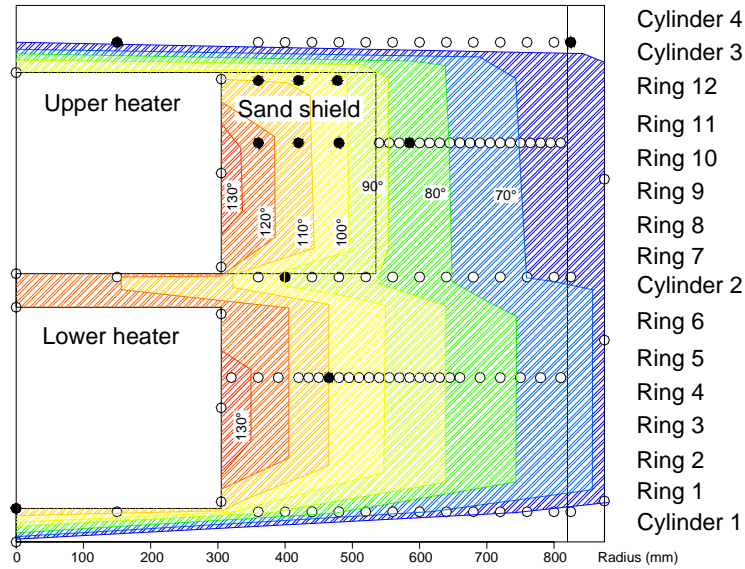 Cylinder 4
Cylinder 3
Upper heater
Sand shield
Ring 12
Ring 11
Ring 10
Ring 9
Ring 8
Ring 7
130°
120°
110°
100°
90°
80°
70°
Cylinder 2
Lower heater
Ring 6
Ring 5
Ring 4
Ring 3
Ring 2
Ring 1
130°
Cylinder 1
0 100 200 300 400 500 600 700 800 Radius (mm)